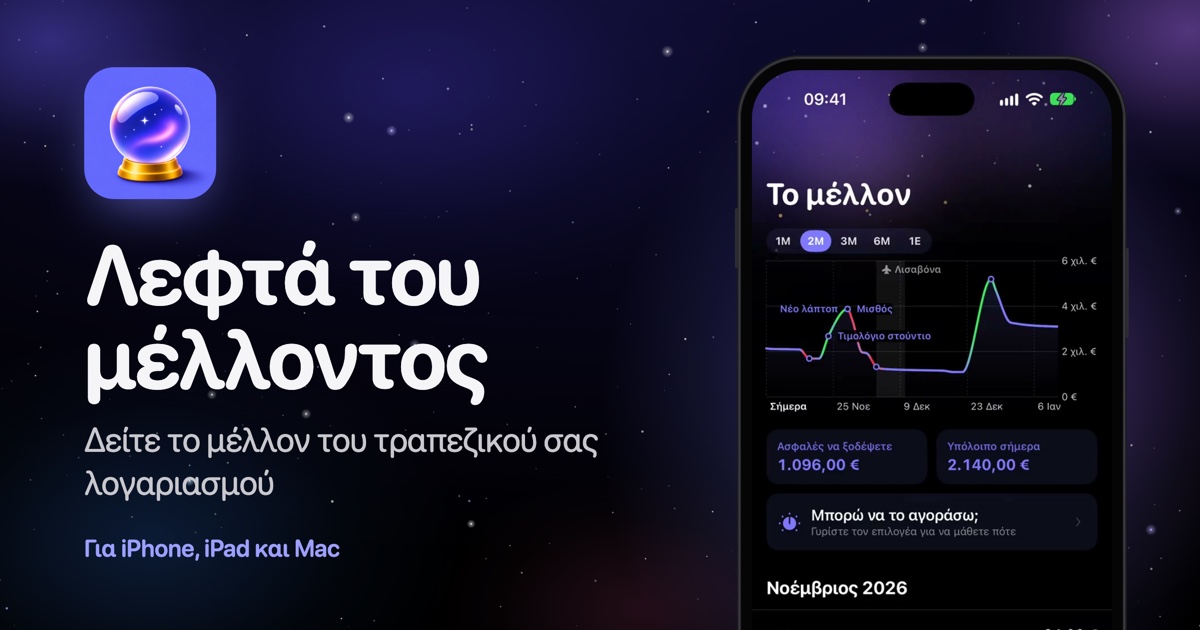 Λεφτά του
μέλλοντος
Δείτε το μέλλον του τραπεζικού σας
λογαριασμού
Για iPhone, iPad και Mac
09:41
Το μέλλον
1M 2M 3M 6M 1E
6 χιλ. €
Λισαβόνα
4 χιλ. €
Νέο λάπτοπ Μισθός
Τιμολόγιο στούντιο
2 χιλ. €
0 €
Σήμερα 25 Νοε 9 Δεκ 23 Δεκ 6 Ιαν
Ασφαλές να ξοδέψετε
1.096,00 €
Υπόλοιπο σήμερα
2.140,00 €
Μπορώ να το αγοράσω;
Γυρίστε τον επιλογέα για να μάθετε πότε
Νοέμβριος 2026